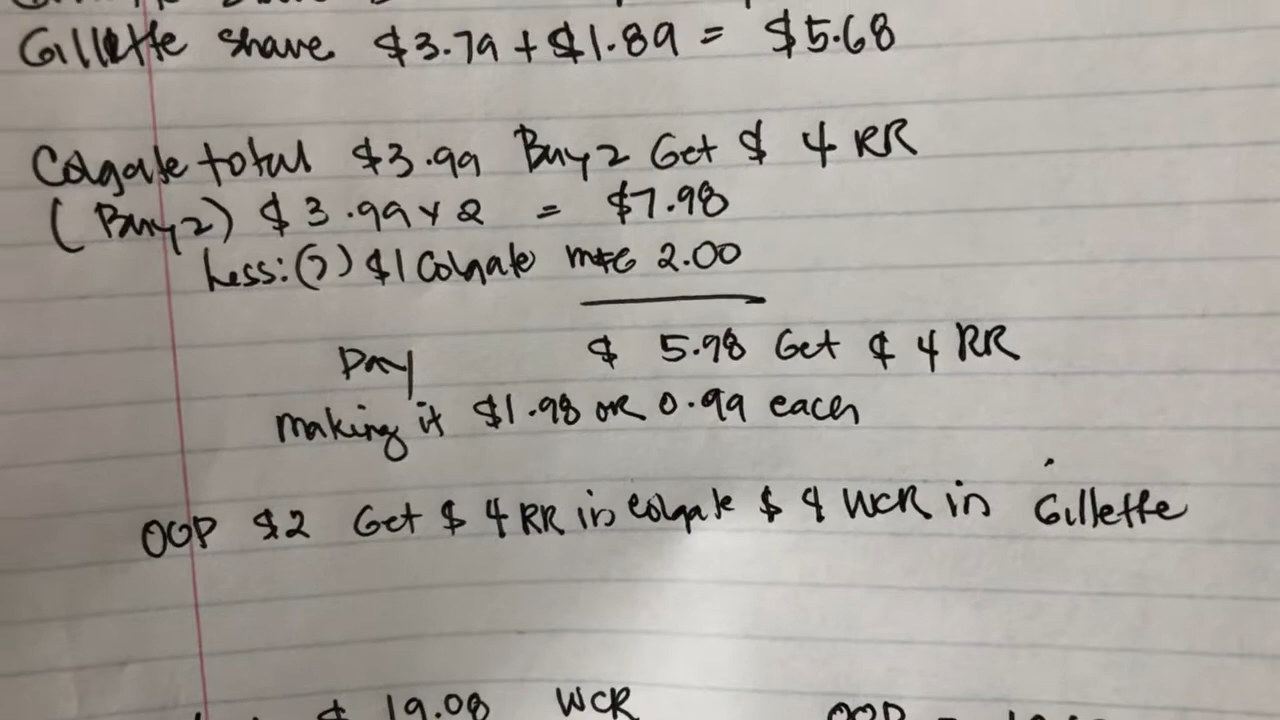 Gillette shave $3.79 + $1.89 = $5.68
Colgate total $3.99 Buy 2 Get $ 4 RR
(Buy 2) $3.99 x 2 = $7.98
Less: (2) $1 Colgate mfg 2.00
Pay $ 5.98 Get $ 4 RR
making it $1.98 or 0.99 each
OOP $2 Get $ 4 RR in Colgate $ 4 WCR in Gillette
$ 19.08 WCR OOP